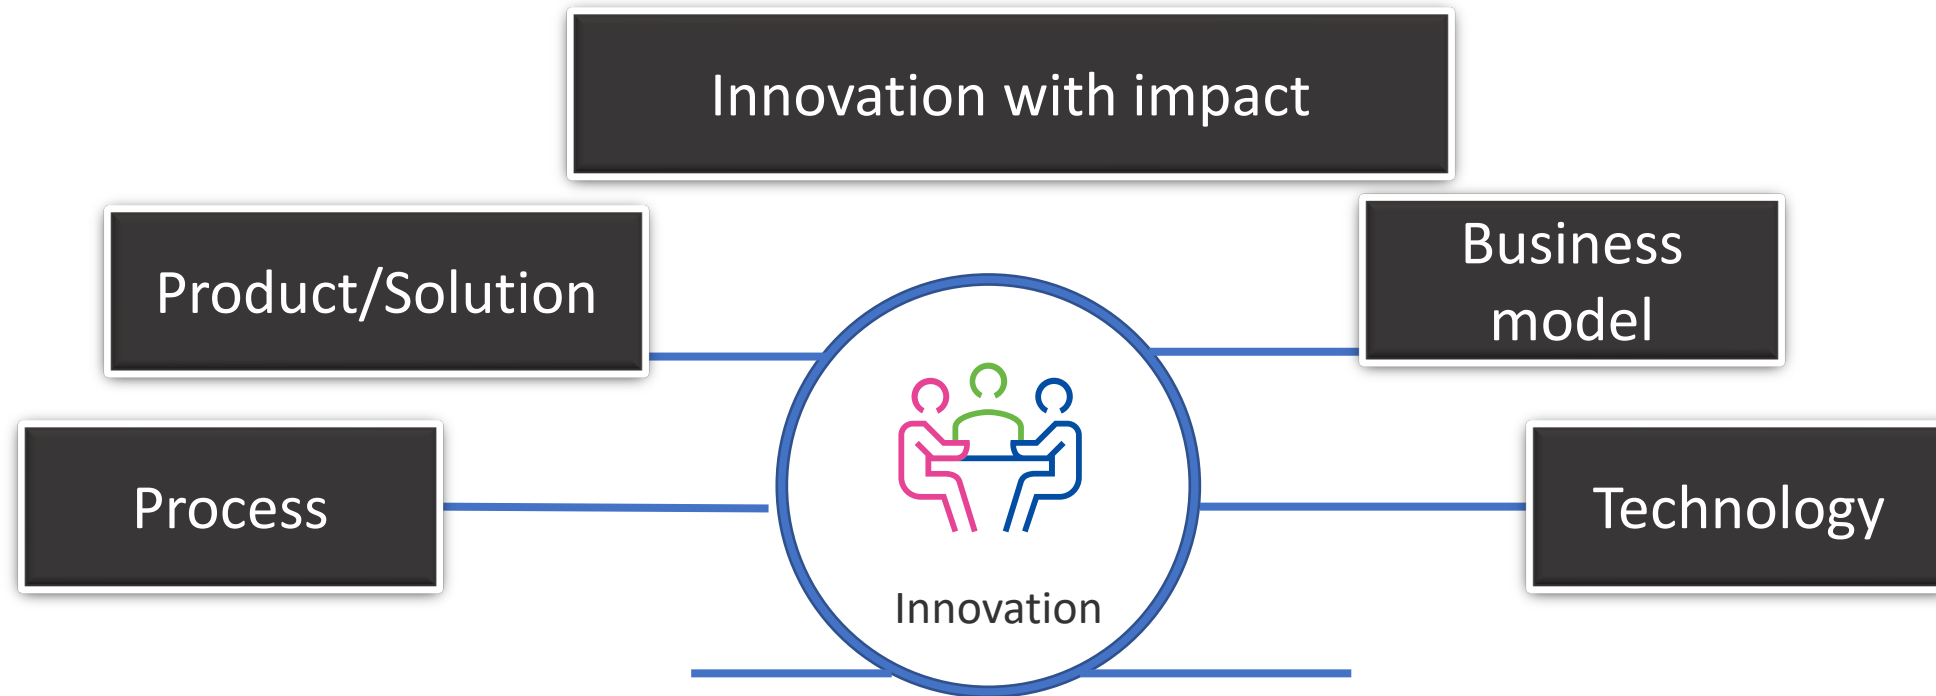 Innovation with impact
Product/Solution
Business
model
Process
Technology
Innovation